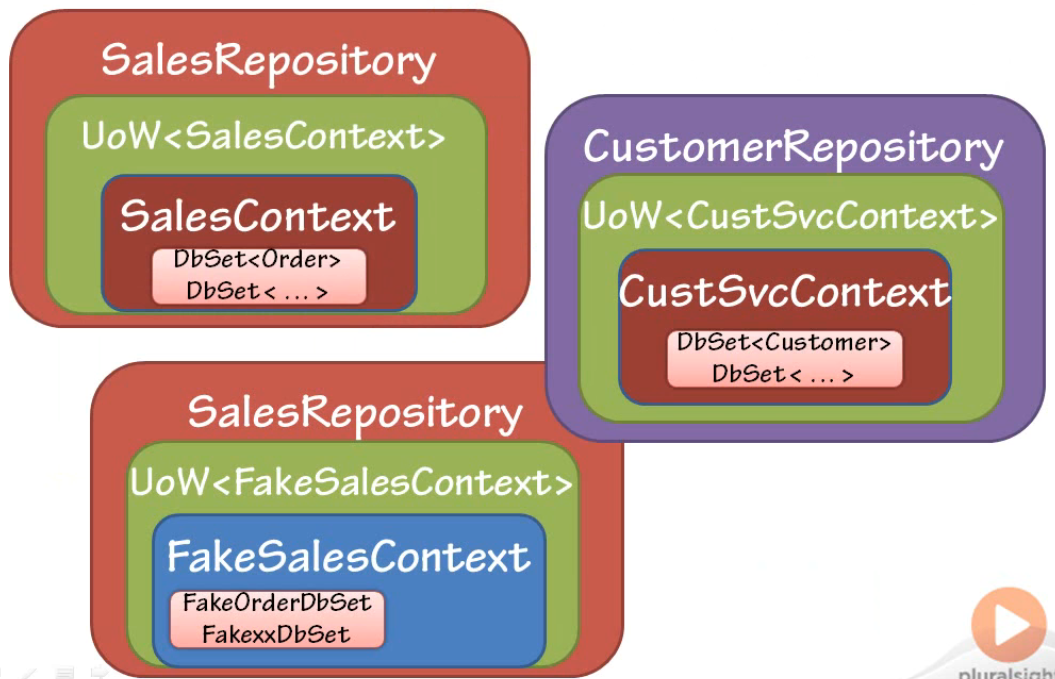 SalesRepository
UoW<SalesContext>
SalesContext
DbSet<Order>
DbSet< ... >
CustomerRepository
UoW<CustSvcContext>
CustSvcContext
DbSet<Customer>
DbSet< ... >
SalesRepository
UoW<FakeSalesContext>
FakeSalesContext
FakeOrderDbSet
FakexxDbSet
pluralsight